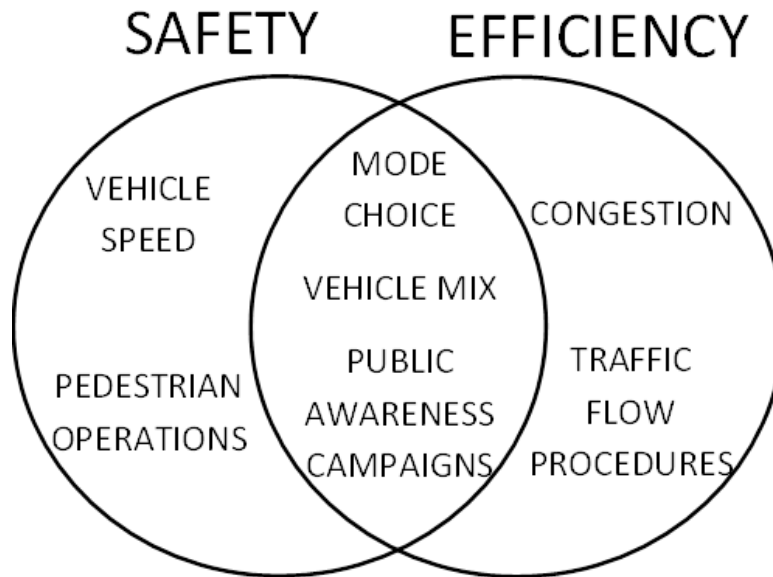 SAFETY
EFFICIENCY
VEHICLE
SPEED
PEDESTRIAN
OPERATIONS
MODE
CHOICE
VEHICLE MIX
PUBLIC
AWARENESS
CAMPAIGNS
CONGESTION
TRAFFIC
FLOW
PROCEDURES